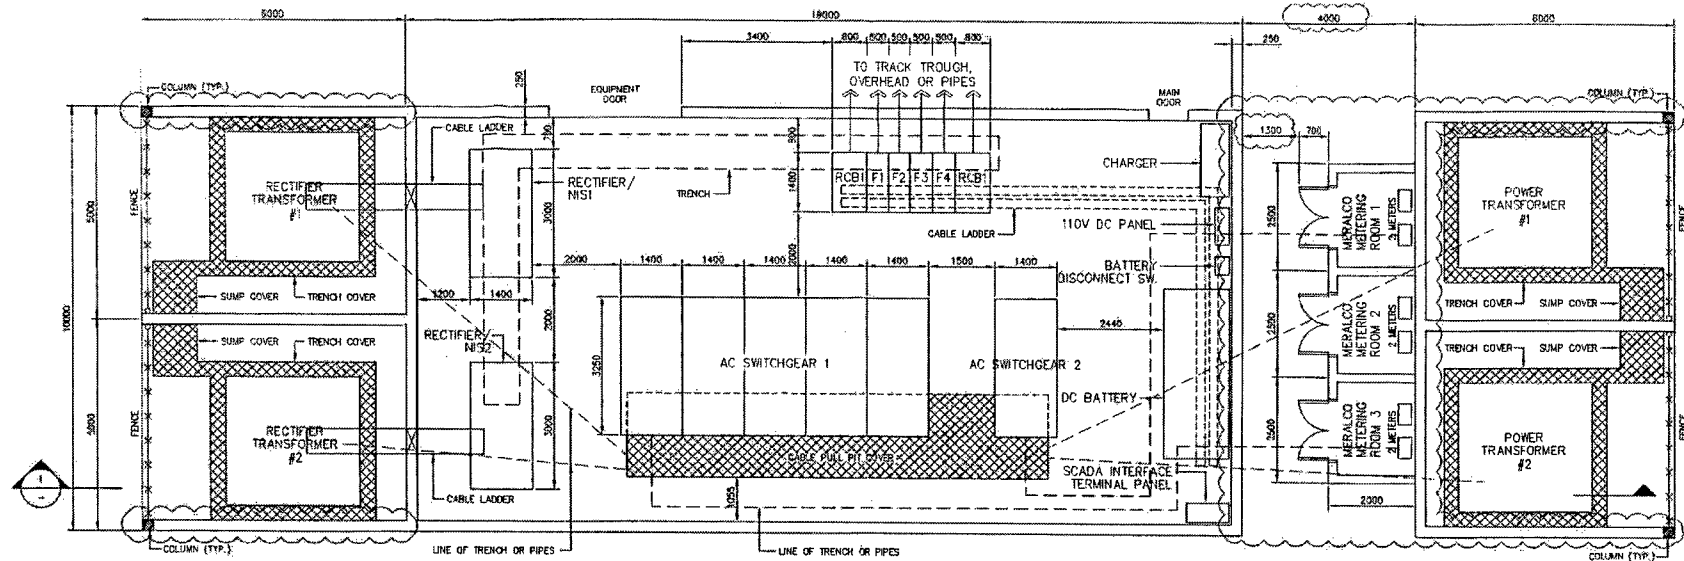 6000
19000
4000
6000
3400
800
500
500
500
500
800
250
TO TRACK TROUGH,
OVERHEAD OR PIPES
250
EQUIPMENT
DOOR
MAIN
DOOR
COLUMN (TYP.)
COLUMN (TYP.)
CABLE LADDER
1300
700
CHARGER
RECTIFIER
TRANSFORMER
#1
RECTIFIER/
NIS1
TRENCH
RCB1
F1
F2
F3
F4
RCB1
1400
3000
5000
FENCE
CABLE LADDER
110V DC PANEL
2500
MERALCO
METERING
ROOM 1
2 METERS
POWER
TRANSFORMER
#1
FENCE
BATTERY
DISCONNECT SW.
2000
1400
1400
1400
1400
1400
1500
1400
2000
SUMP COVER
TRENCH COVER
1200
1400
2000
TRENCH COVER
SUMP COVER
10000
2440
2500
MERALCO
METERING
ROOM 2
2 METERS
SUMP COVER
TRENCH COVER
RECTIFIER/
NIS2
3250
AC SWITCHGEAR 1
AC SWITCHGEAR 2
TRENCH COVER
SUMP COVER
DC BATTERY
5000
FENCE
RECTIFIER
TRANSFORMER
#2
3000
CABLE PULL PIT COVER
2500
MERALCO
METERING
ROOM 3
2 METERS
POWER
TRANSFORMER
#2
FENCE
SCADA INTERFACE
TERMINAL PANEL
CABLE LADDER
1055
2000
COLUMN (TYP.)
LINE OF TRENCH OR PIPES
LINE OF TRENCH OR PIPES
COLUMN (TYP.)